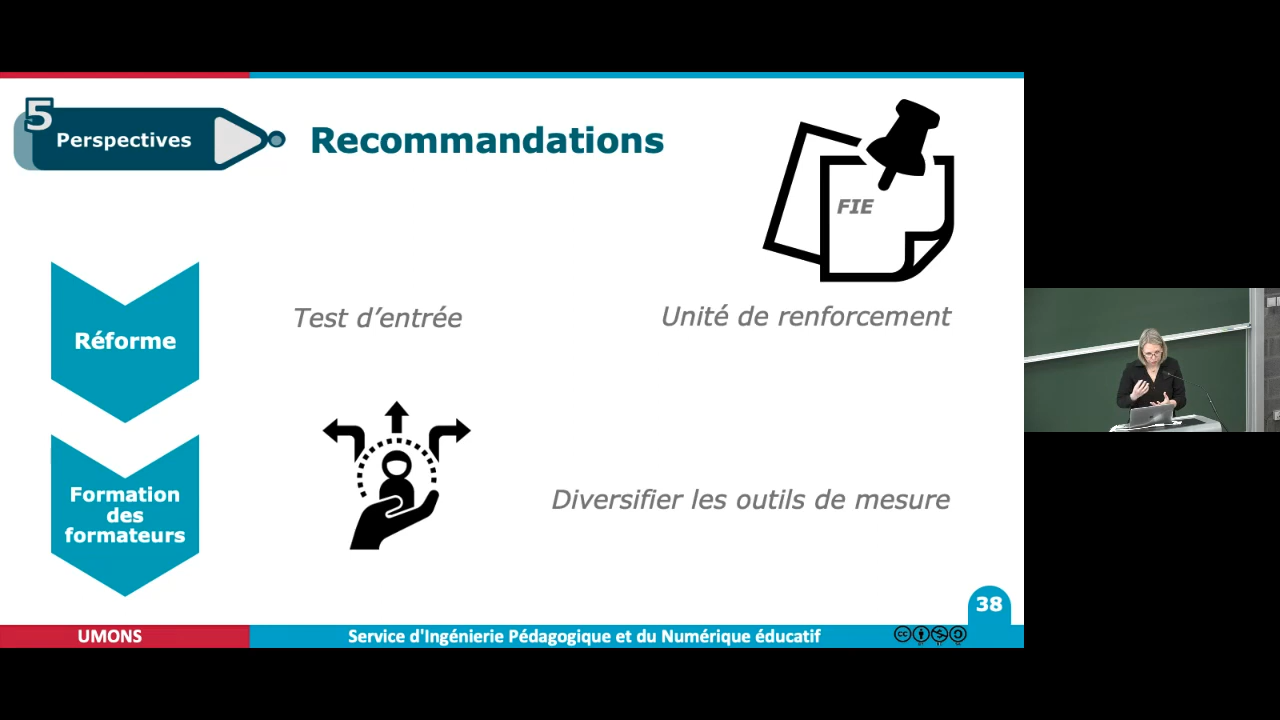 5
Perspectives
Recommandations
FIE
Réforme
Test d’entrée
Unité de renforcement
Formation
des
formateurs
Diversifier les outils de mesure
38
UMONS
Service d'Ingénierie Pédagogique et du Numérique éducatif